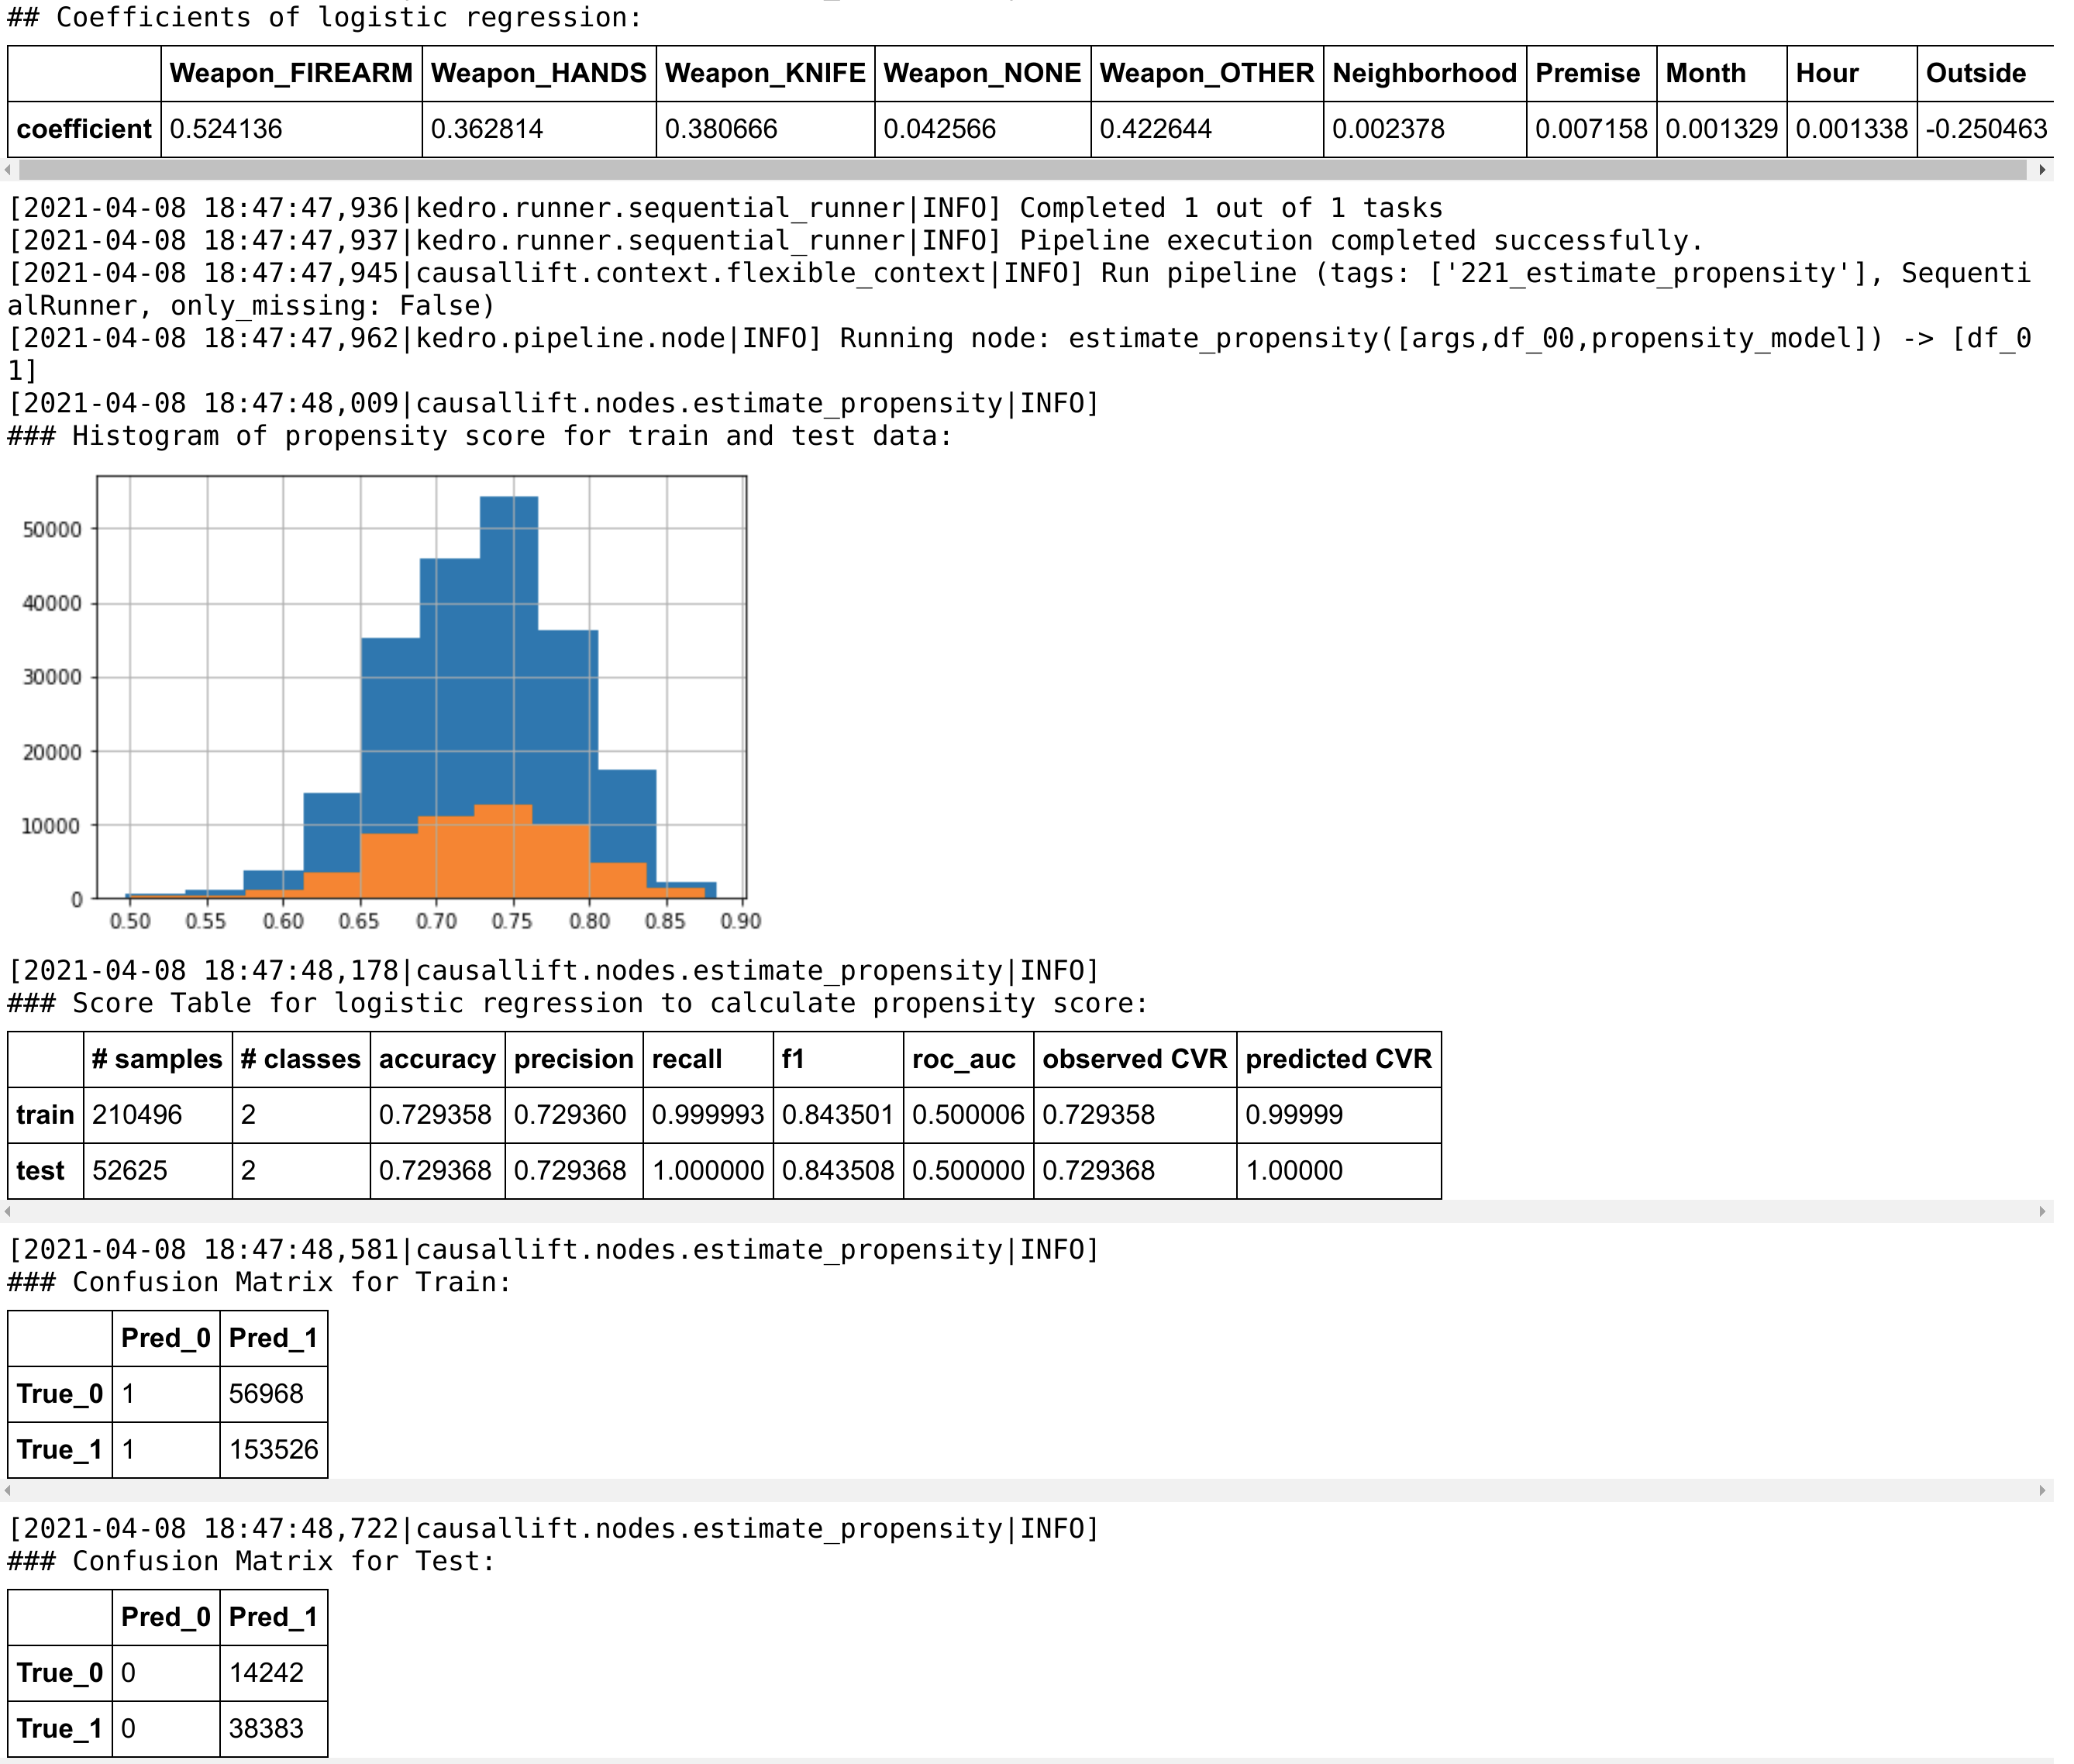 ## Coefficients of logistic regression:
Weapon_FIREARM Weapon_HANDS Weapon_KNIFE Weapon_NONE Weapon_OTHER Neighborhood Premise Month Hour Outside
coefficient 0.524136 0.362814 0.380666 0.042566 0.422644 0.002378 0.007158 0.001329 0.001338 -0.250463
[2021-04-08 18:47:47,936|kedro.runner.sequential_runner|INFO] Completed 1 out of 1 tasks
[2021-04-08 18:47:47,937|kedro.runner.sequential_runner|INFO] Pipeline execution completed successfully.
[2021-04-08 18:47:47,945|causallift.context.flexible_context|INFO] Run pipeline (tags: ['221_estimate_propensity'], Sequenti
alRunner, only_missing: False)
[2021-04-08 18:47:47,962|kedro.pipeline.node|INFO] Running node: estimate_propensity([args,df_00,propensity_model]) -> [df_0
1]
[2021-04-08 18:47:48,009|causallift.nodes.estimate_propensity|INFO]
### Histogram of propensity score for train and test data:
50000
40000
30000
20000
10000
0
0.50 0.55 0.60 0.65 0.70 0.75 0.80 0.85 0.90
[2021-04-08 18:47:48,178|causallift.nodes.estimate_propensity|INFO]
### Score Table for logistic regression to calculate propensity score:
# samples # classes accuracy precision recall f1 roc_auc observed CVR predicted CVR
train 210496 2 0.729358 0.729360 0.999993 0.843501 0.500006 0.729358 0.99999
test 52625 2 0.729368 0.729368 1.000000 0.843508 0.500000 0.729368 1.00000
[2021-04-08 18:47:48,581|causallift.nodes.estimate_propensity|INFO]
### Confusion Matrix for Train:
Pred_0 Pred_1
True_0 1 56968
True_1 1 153526
[2021-04-08 18:47:48,722|causallift.nodes.estimate_propensity|INFO]
### Confusion Matrix for Test:
Pred_0 Pred_1
True_0 0 14242
True_1 0 38383